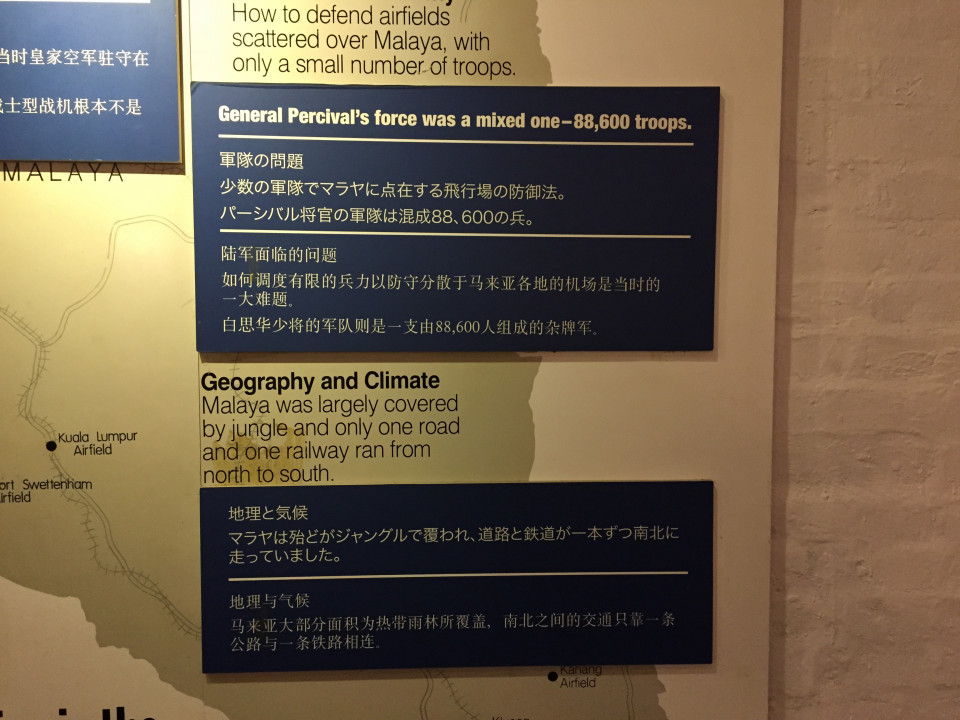 How to defend airfields
scattered over Malaya, with
only a small number of troops.
当时皇家空军驻守在
士型战机根本不是
MALAYA
General Percival's force was a mixed one–88,600 troops.
軍隊の問題
少数の軍隊でマラヤに点在する飛行場の防御法。
パーシバル将官の軍隊は混成88、600の兵。
陆军面临的问题
如何调度有限的兵力以防守分散于马来亚各地的机场是当时的
一大难题。
白思华少将的军队则是一支由88,600人组成的杂牌军。
Geography and Climate
Malaya was largely covered
by jungle and only one road
and one railway ran from
north to south.
Kuala Lumpur
Airfield
ort Swettenham
irfield
地理と気候
マラヤは殆どがジャングルで覆われ、道路と鉄道が一本ずつ南北に
走っていました。
地理与气候
马来亚大部分面积为热带雨林所覆盖，南北之间的交通只靠一条
公路与一条铁路相连。
Kahang
Airfield